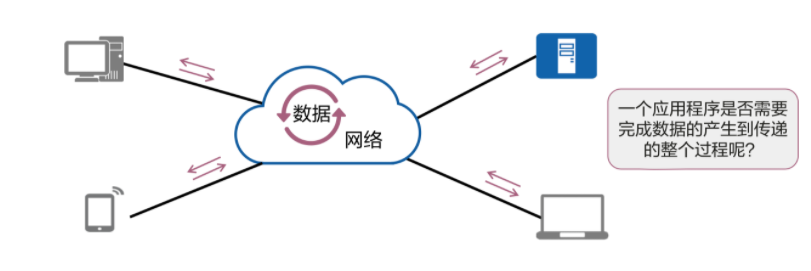 数据
网络
一个应用程序是否需要
完成数据的产生到传递
的整个过程呢？